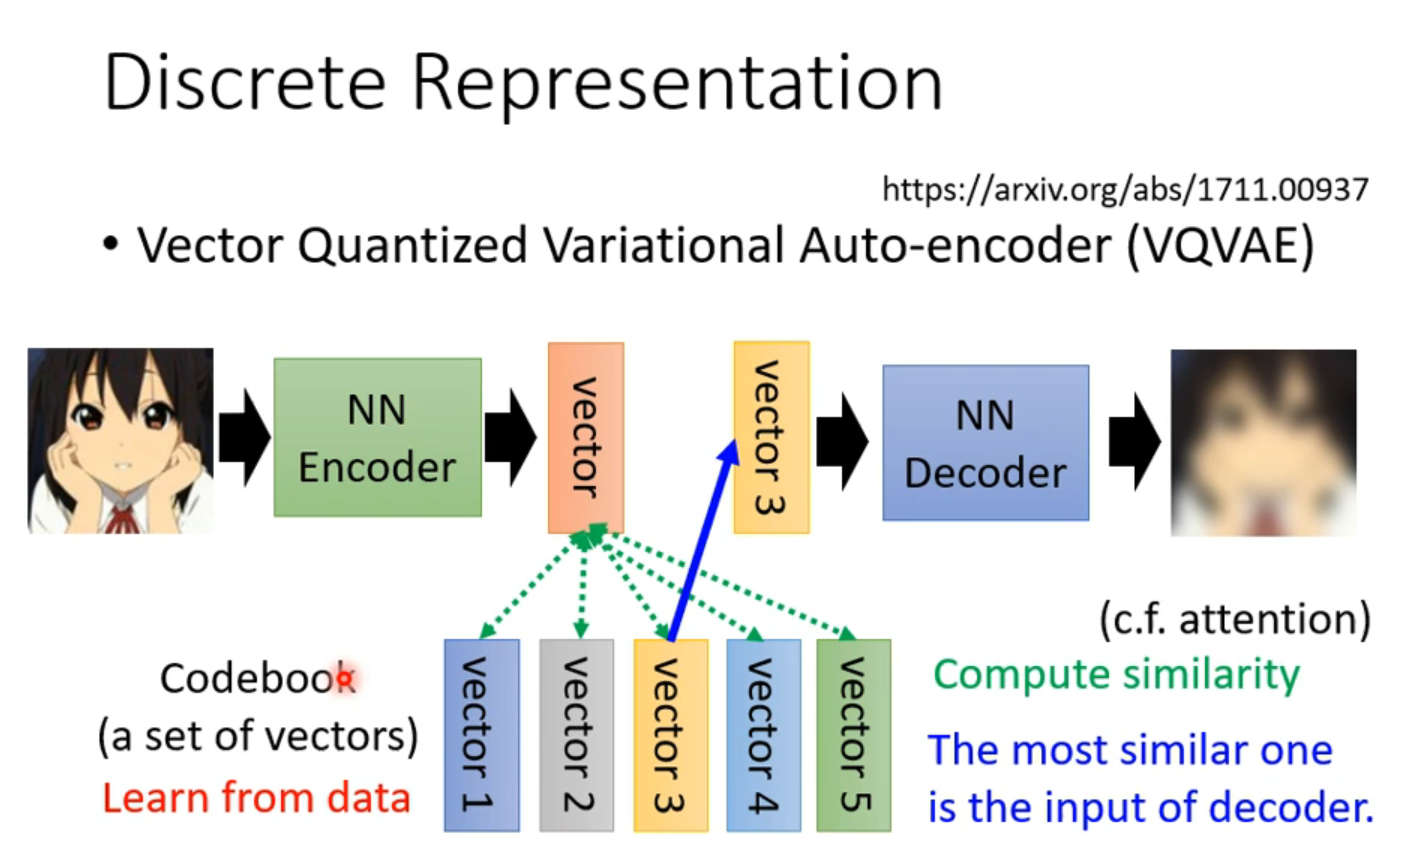 Discrete Representation
https://arxiv.org/abs/1711.00937
• Vector Quantized Variational Auto-encoder (VQVAE)
NN
Encoder
vector
vector 3
NN
Decoder
(c.f. attention)
Codebook
(a set of vectors)
Learn from data
vector 1
vector 2
vector 3
vector 4
vector 5
Compute similarity
The most similar one
is the input of decoder.